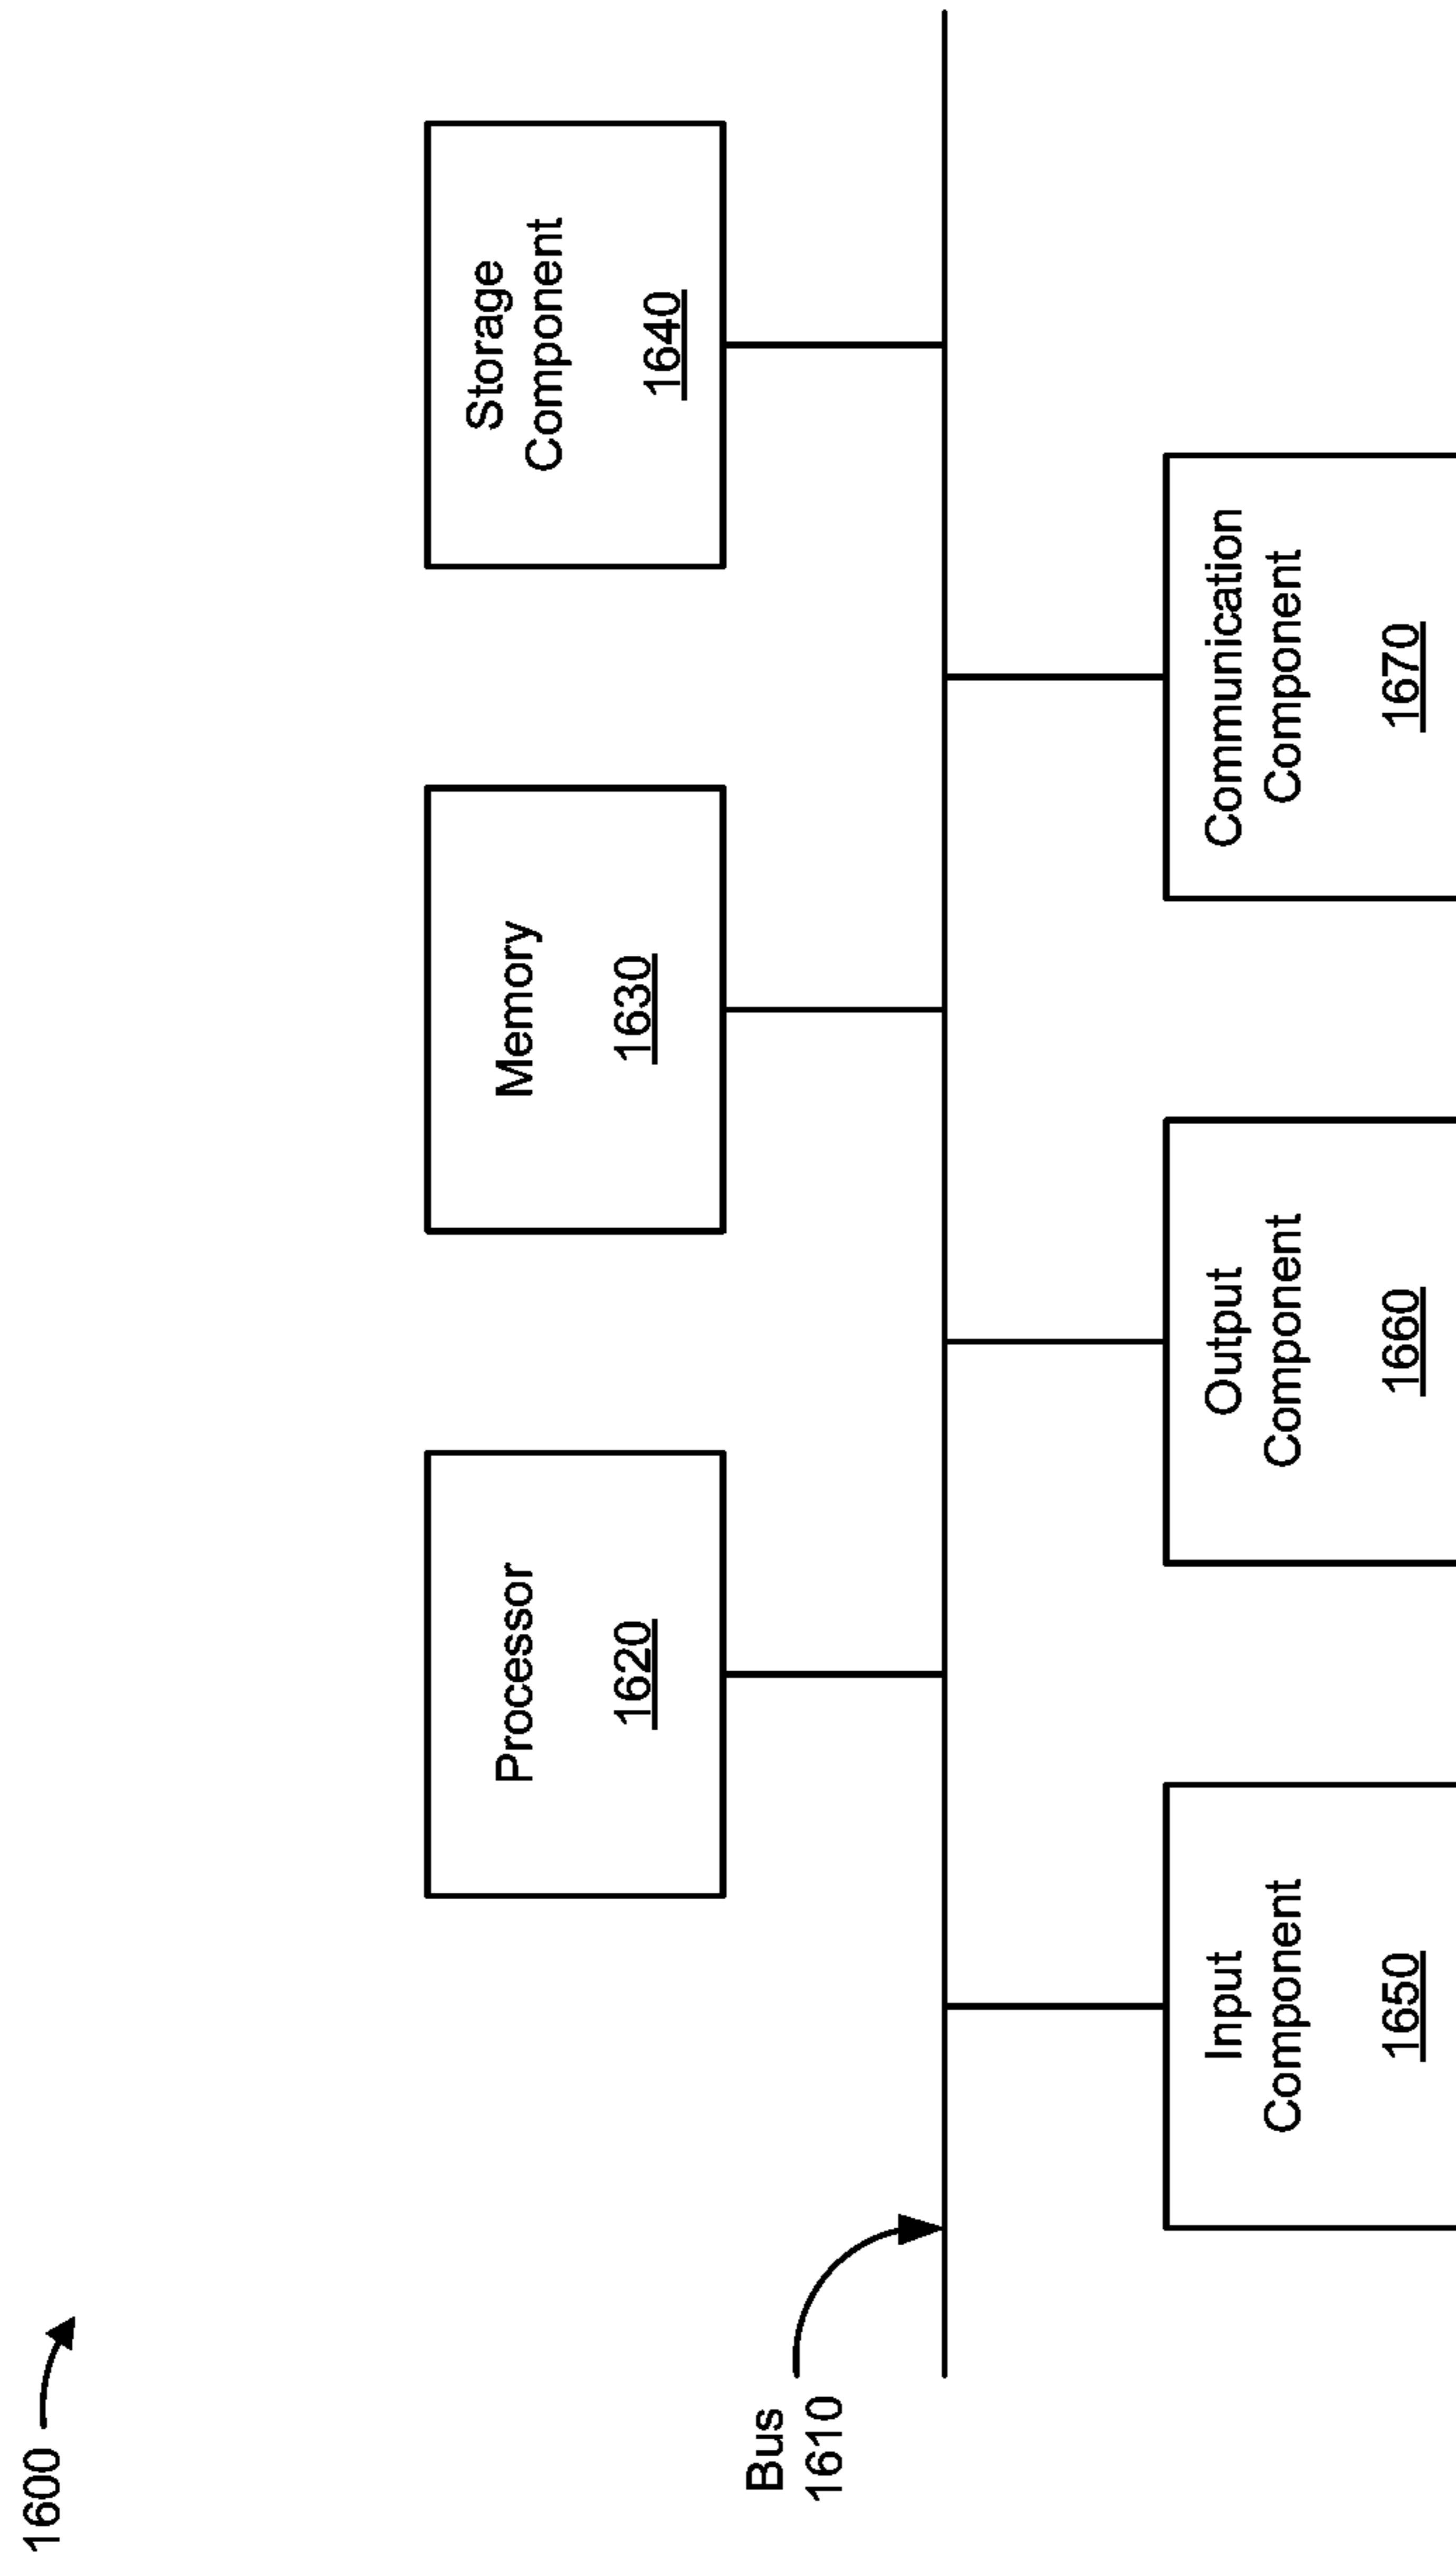 1600
Processor
1620
Memory
1630
Storage
Component
1640
Bus
1610
Input
Component
1650
Output
Component
1660
Communication
Component
1670